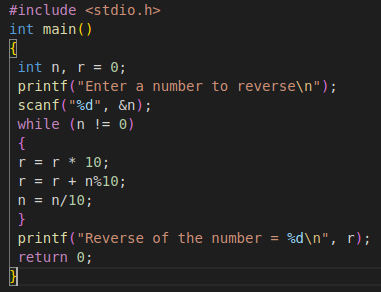 #include <stdio.h>
int main()
{
int n, r = 0;
printf("Enter a number to reverse\n");
scanf("%d", &n);
while (n != 0)
{
r = r * 10;
r = r + n%10;
n = n/10;
}
printf("Reverse of the number = %d\n", r);
return 0;
}